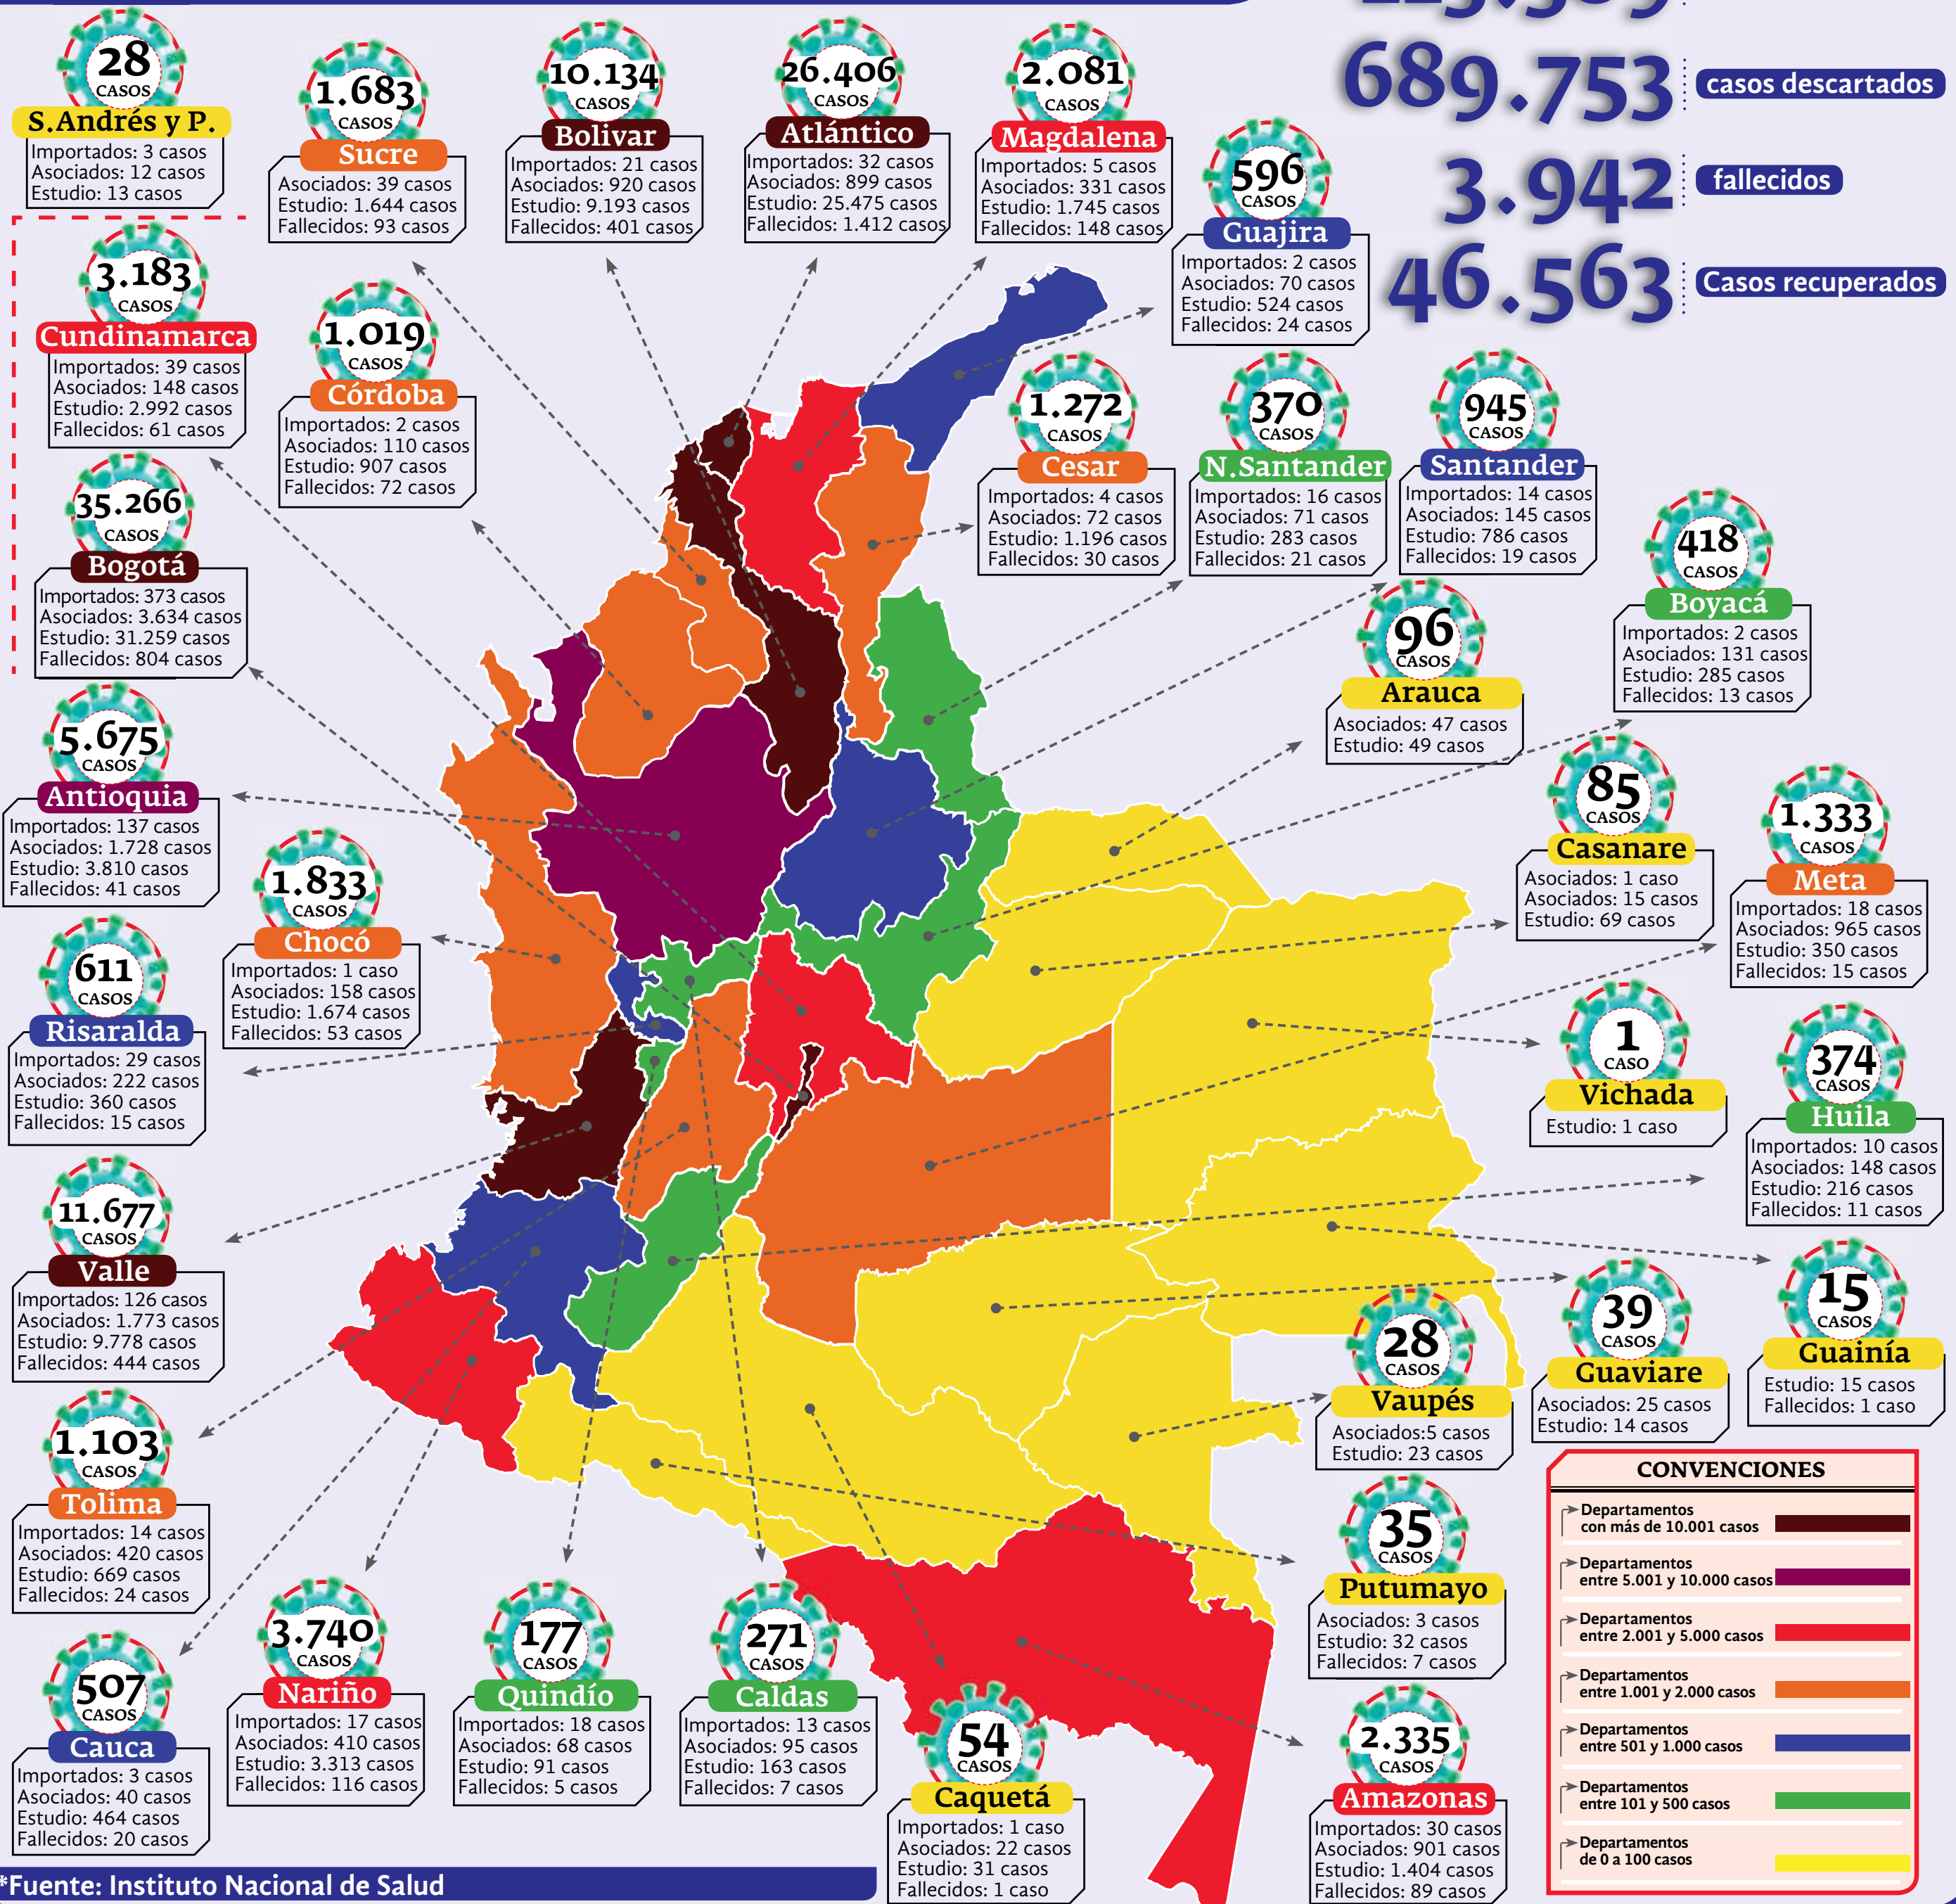 689.753 casos descartados
3.942 fallecidos
46.563 Casos recuperados
28
CASOS
S.Andrés y P.
Importados: 3 casos
Asociados: 12 casos
Estudio: 13 casos
1.683
CASOS
Sucre
Asociados: 39 casos
Estudio: 1.644 casos
Fallecidos: 93 casos
10.134
CASOS
Bolivar
Importados: 21 casos
Asociados: 920 casos
Estudio: 9.193 casos
Fallecidos: 401 casos
26.406
CASOS
Atlántico
Importados: 32 casos
Asociados: 899 casos
Estudio: 25.475 casos
Fallecidos: 1.412 casos
2.081
CASOS
Magdalena
Importados: 5 casos
Asociados: 331 casos
Estudio: 1.745 casos
Fallecidos: 148 casos
596
CASOS
Guajira
Importados: 2 casos
Asociados: 70 casos
Estudio: 524 casos
Fallecidos: 24 casos
3.183
CASOS
Cundinamarca
Importados: 39 casos
Asociados: 148 casos
Estudio: 2.992 casos
Fallecidos: 61 casos
1.019
CASOS
Córdoba
Importados: 2 casos
Asociados: 110 casos
Estudio: 907 casos
Fallecidos: 72 casos
1.272
CASOS
Cesar
Importados: 4 casos
Asociados: 72 casos
Estudio: 1.196 casos
Fallecidos: 30 casos
370
CASOS
N.Santander
Importados: 16 casos
Asociados: 71 casos
Estudio: 283 casos
Fallecidos: 21 casos
945
CASOS
Santander
Importados: 14 casos
Asociados: 145 casos
Estudio: 786 casos
Fallecidos: 19 casos
35.266
CASOS
Bogotá
Importados: 373 casos
Asociados: 3.634 casos
Estudio: 31.259 casos
Fallecidos: 804 casos
418
CASOS
Boyacá
Importados: 2 casos
Asociados: 131 casos
Estudio: 285 casos
Fallecidos: 13 casos
96
CASOS
Arauca
Asociados: 47 casos
Estudio: 49 casos
5.675
CASOS
Antioquia
Importados: 137 casos
Asociados: 1.728 casos
Estudio: 3.810 casos
Fallecidos: 41 casos
85
CASOS
Casanare
Asociados: 1 caso
Asociados: 15 casos
Estudio: 69 casos
1.333
CASOS
Meta
Importados: 18 casos
Asociados: 965 casos
Estudio: 350 casos
Fallecidos: 15 casos
1.833
CASOS
Chocó
Importados: 1 caso
Asociados: 158 casos
Estudio: 1.674 casos
Fallecidos: 53 casos
611
CASOS
Risaralda
Importados: 29 casos
Asociados: 222 casos
Estudio: 360 casos
Fallecidos: 15 casos
1
CASO
Vichada
Estudio: 1 caso
374
CASOS
Huila
Importados: 10 casos
Asociados: 148 casos
Estudio: 216 casos
Fallecidos: 11 casos
11.677
CASOS
Valle
Importados: 126 casos
Asociados: 1.773 casos
Estudio: 9.778 casos
Fallecidos: 444 casos
28
CASOS
Vaupés
Asociados:5 casos
Estudio: 23 casos
39
CASOS
Guaviare
Asociados: 25 casos
Estudio: 14 casos
15
CASOS
Guainía
Estudio: 15 casos
Fallecidos: 1 caso
1.103
CASOS
Tolima
Importados: 14 casos
Asociados: 420 casos
Estudio: 669 casos
Fallecidos: 24 casos
35
CASOS
Putumayo
Asociados: 3 casos
Estudio: 32 casos
Fallecidos: 7 casos
507
CASOS
Cauca
Importados: 3 casos
Asociados: 40 casos
Estudio: 464 casos
Fallecidos: 20 casos
3.740
CASOS
Nariño
Importados: 17 casos
Asociados: 410 casos
Estudio: 3.313 casos
Fallecidos: 116 casos
177
CASOS
Quindío
Importados: 18 casos
Asociados: 68 casos
Estudio: 91 casos
Fallecidos: 5 casos
271
CASOS
Caldas
Importados: 13 casos
Asociados: 95 casos
Estudio: 163 casos
Fallecidos: 7 casos
54
CASOS
Caquetá
Importados: 1 caso
Asociados: 22 casos
Estudio: 31 casos
Fallecidos: 1 caso
2.335
CASOS
Amazonas
Importados: 30 casos
Asociados: 901 casos
Estudio: 1.404 casos
Fallecidos: 89 casos
CONVENCIONES
Departamentos
con más de 10.001 casos
Departamentos
entre 5.001 y 10.000 casos
Departamentos
entre 2.001 y 5.000 casos
Departamentos
entre 1.001 y 2.000 casos
Departamentos
entre 501 y 1.000 casos
Departamentos
entre 101 y 500 casos
Departamentos
de 0 a 100 casos
*Fuente: Instituto Nacional de Salud